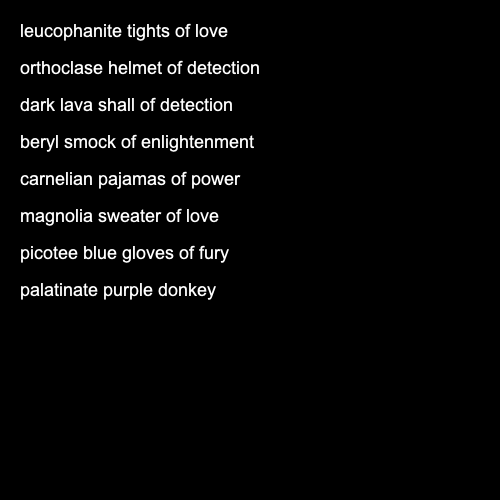 leucophanite tights of love
orthoclase helmet of detection
dark lava shall of detection
beryl smock of enlightenment
carnelian pajamas of power
magnolia sweater of love
picotee blue gloves of fury
palatinate purple donkey